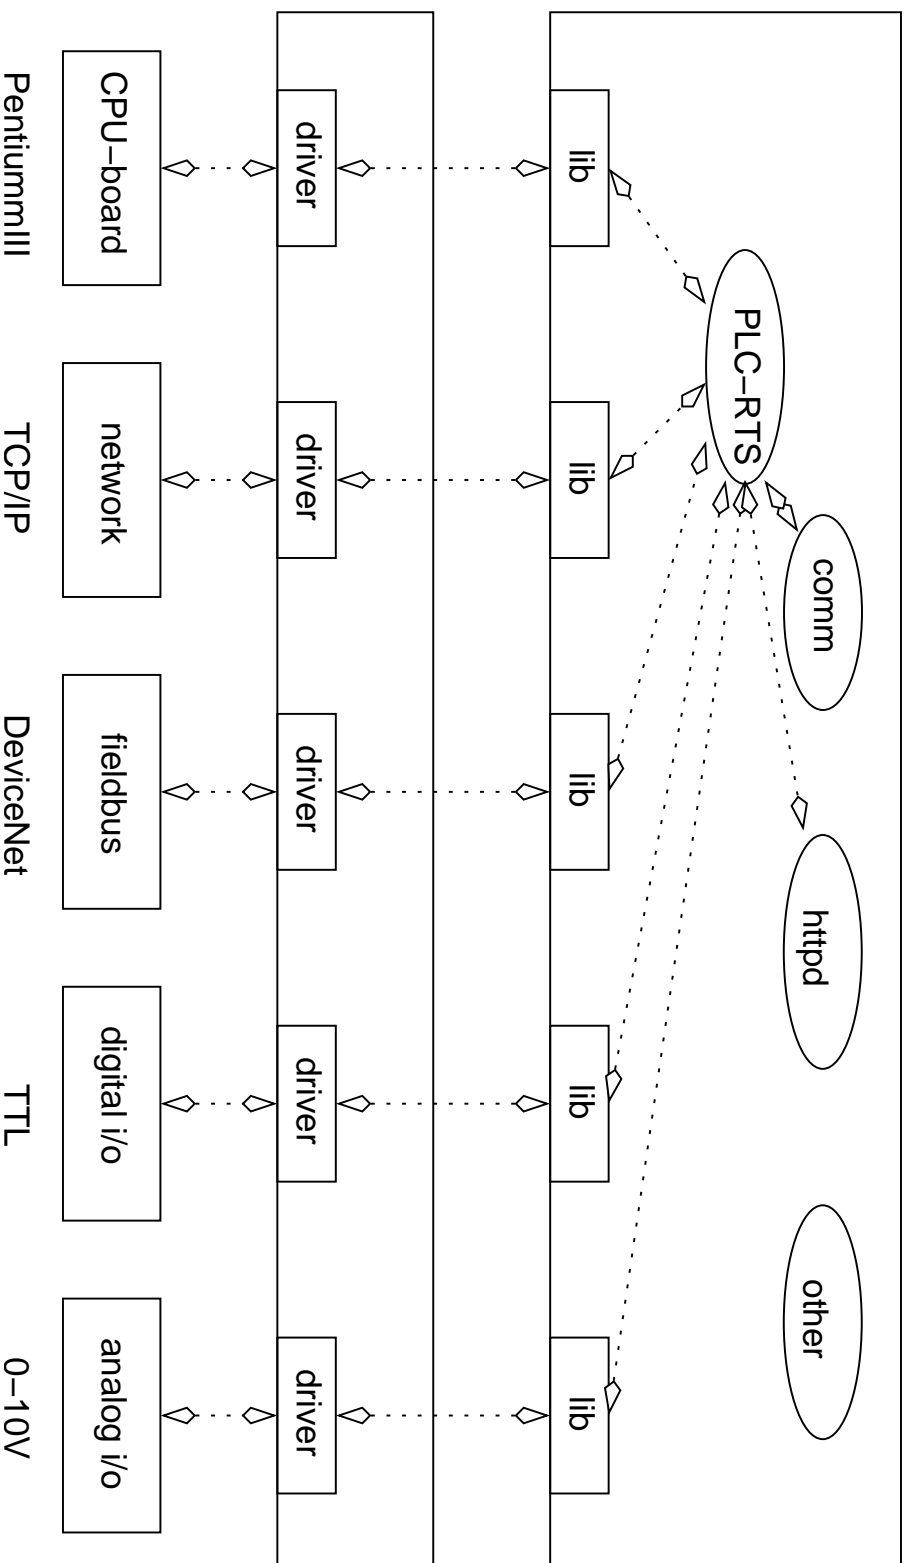 comm
httpd
other
PLC–RTS
lib
lib
lib
lib
lib
driver
driver
driver
driver
driver
CPU–board
network
fieldbus
digital i/o
analog i/o
PentiummIII
TCP/IP
DeviceNet
TTL
0–10V